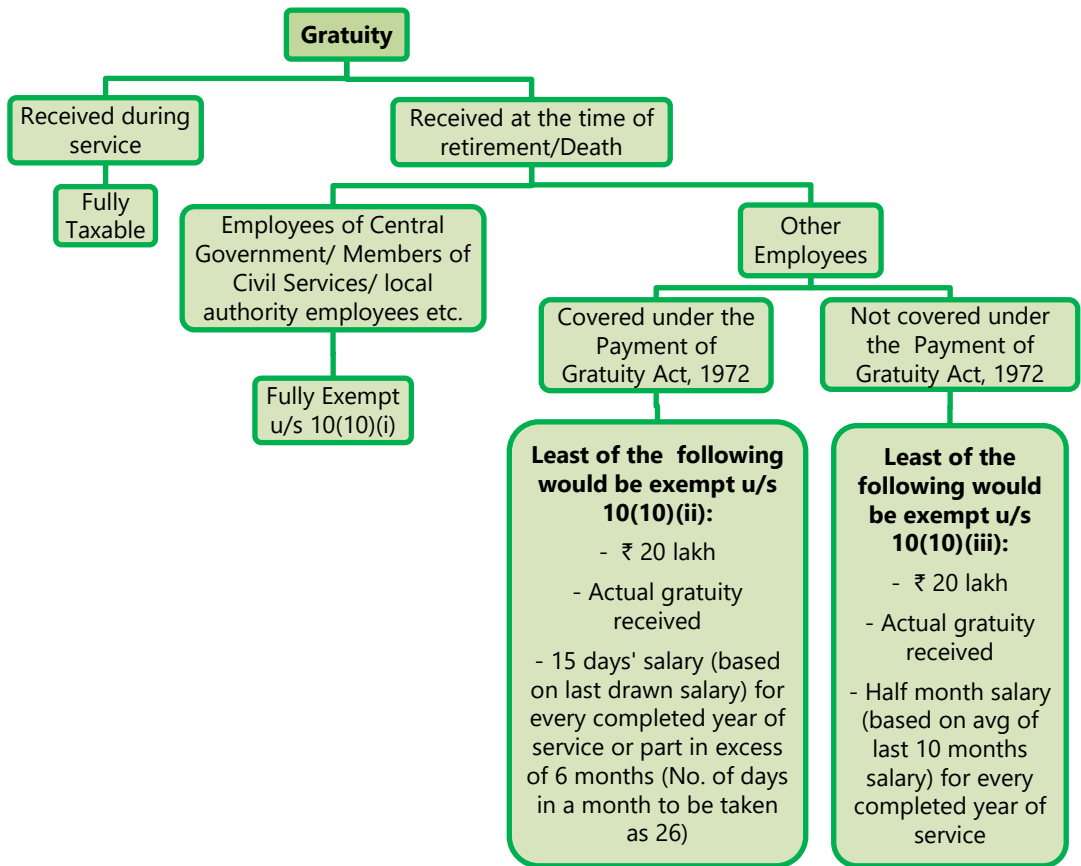 Gratuity
Received during
service
Received at the time of
retirement/Death
Fully
Taxable
Employees of Central
Government/ Members of
Civil Services/ local
authority employees etc.
Other
Employees
Fully Exempt
u/s 10(10)(i)
Covered under the
Payment of
Gratuity Act, 1972
Not covered under
the Payment of
Gratuity Act, 1972
Least of the following
would be exempt u/s
10(10)(ii):
- ₹ 20 lakh
- Actual gratuity
received
- 15 days' salary (based
on last drawn salary) for
every completed year of
service or part in excess
of 6 months (No. of days
in a month to be taken
as 26)
Least of the
following would
be exempt u/s
10(10)(iii):
- ₹ 20 lakh
- Actual gratuity
received
- Half month salary
(based on avg of
last 10 months
salary) for every
completed year of
service